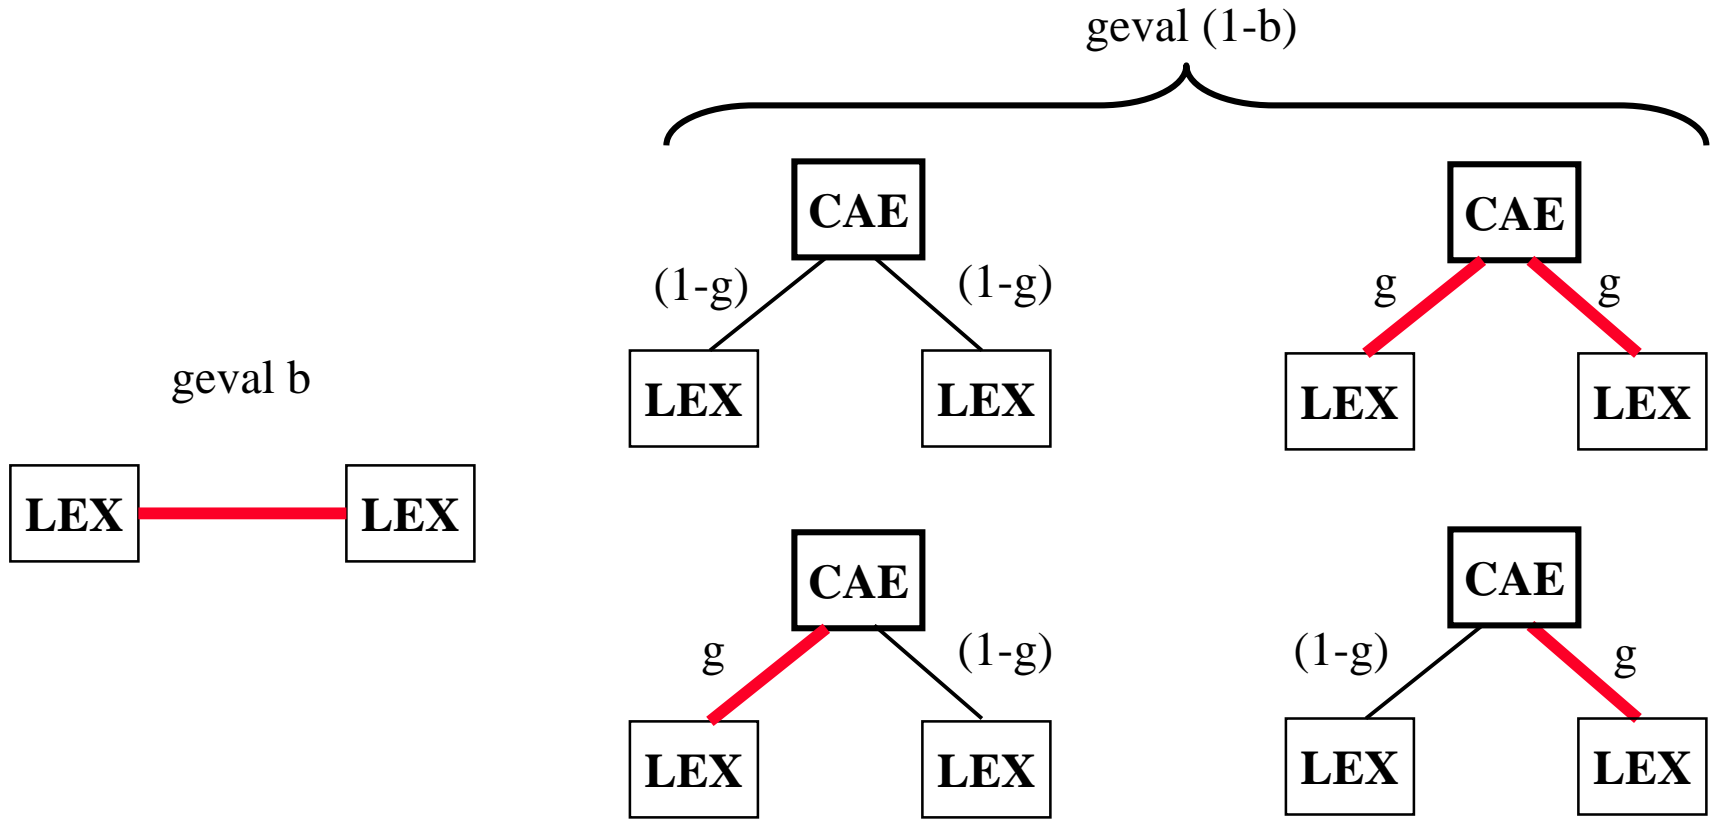 geval (1-b)
CAE
CAE
(1-g)
(1-g)
g
g
LEX
LEX
LEX
LEX
geval b
LEX
LEX
CAE
CAE
g
(1-g)
(1-g)
g
LEX
LEX
LEX
LEX